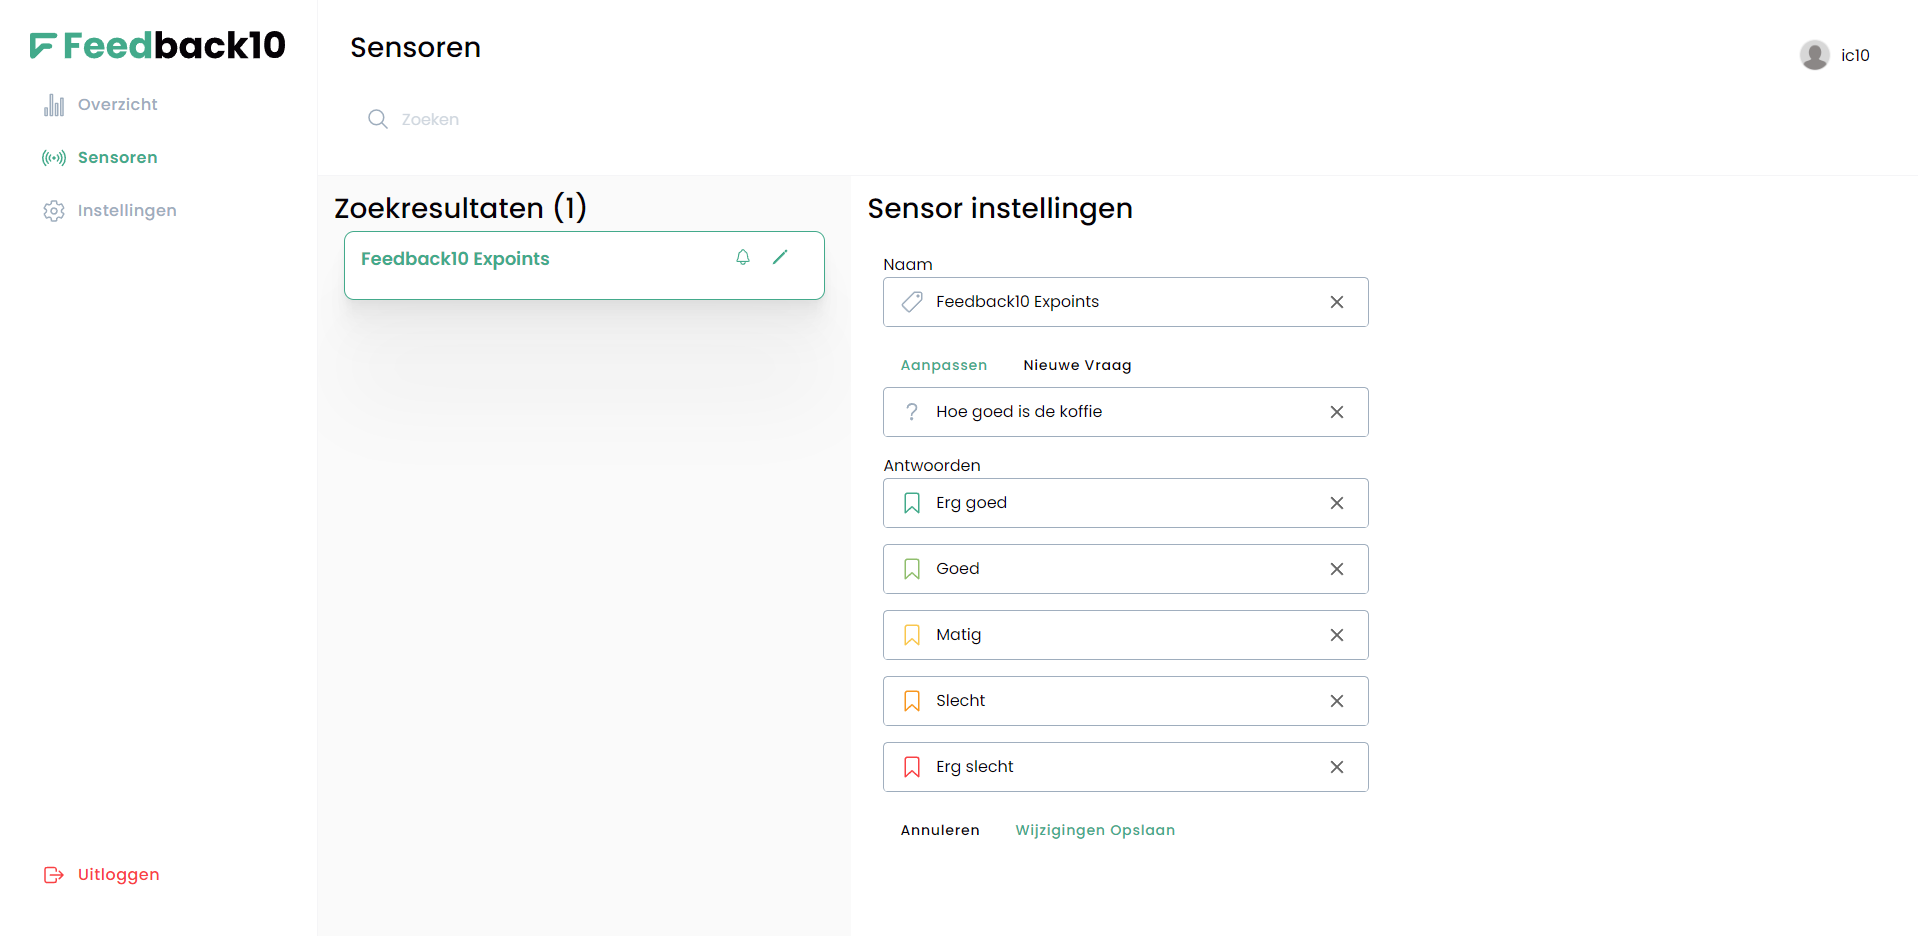 Feedback10
Overzicht
Sensoren
Instellingen
Uitloggen
Sensoren
ic10
Zoeken
Zoekresultaten (1)
Feedback10 Expoints
Sensor instellingen
Naam
Feedback10 Expoints
Aanpassen Nieuwe Vraag
Hoe goed is de koffie
Antwoorden
Erg goed
Goed
Matig
Slecht
Erg slecht
Annuleren Wijzigingen Opslaan